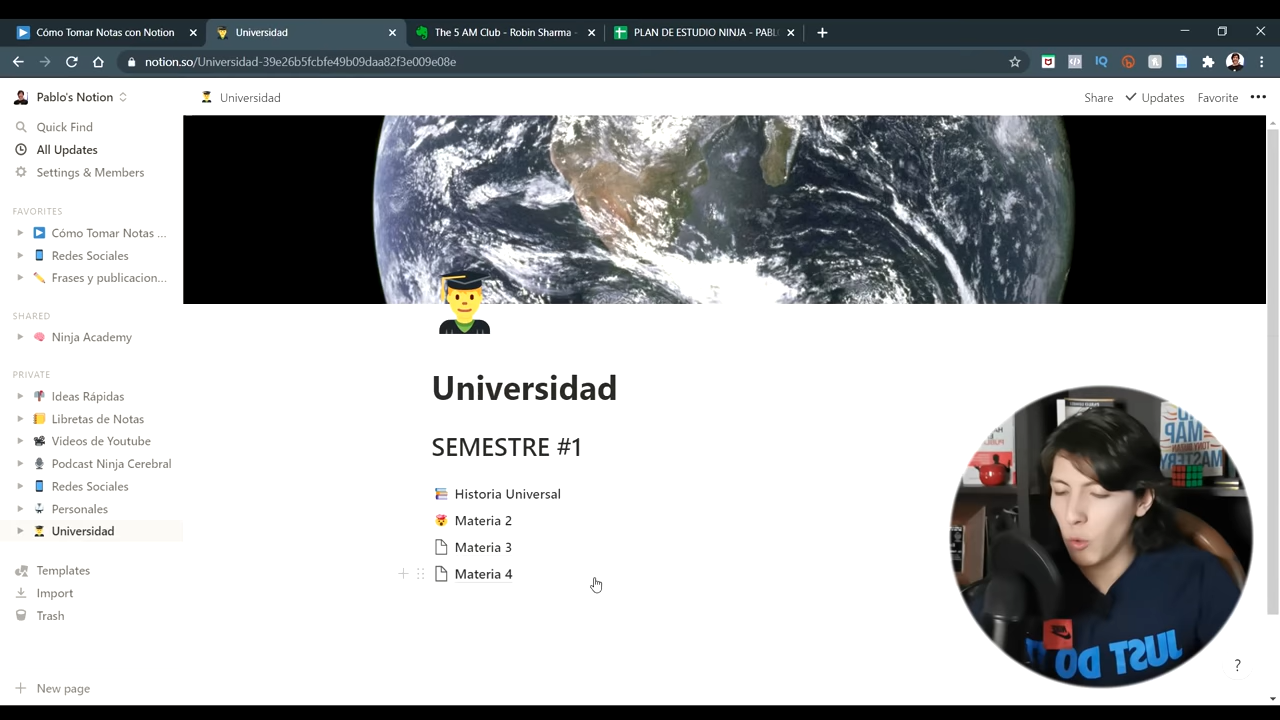 Cómo Tomar Notas con Notion
Universidad
The 5 AM Club - Robin Sharma -
PLAN DE ESTUDIO NINJA - PABL
notion.so/Universidad-39e26b5fcbfe49b09daa82f3e009e08e
Pablo's Notion
Universidad
Share
Updates
Favorite
Quick Find
All Updates
Settings & Members
FAVORITES
Cómo Tomar Notas ...
Redes Sociales
Frases y publicacion...
SHARED
Ninja Academy
PRIVATE
Ideas Rápidas
Libretas de Notas
Videos de Youtube
Podcast Ninja Cerebral
Redes Sociales
Personales
Universidad
Templates
Import
Trash
New page
Universidad
SEMESTRE #1
Historia Universal
Materia 2
Materia 3
Materia 4
MAP
MASTERY
JUST DO
?